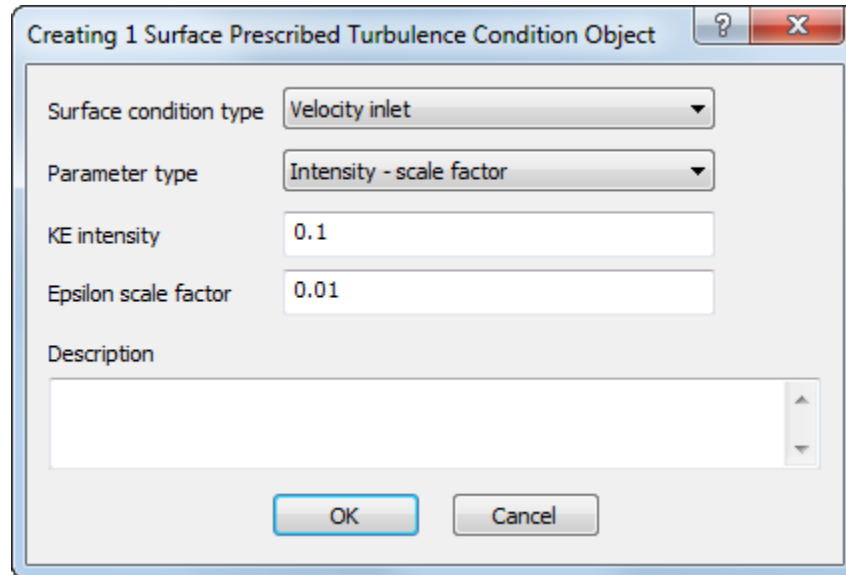 Creating 1 Surface Prescribed Turbulence Condition Object
Surface condition type Velocity inlet
Parameter type Intensity - scale factor
KE intensity 0.1
Epsilon scale factor 0.01
Description
OK Cancel